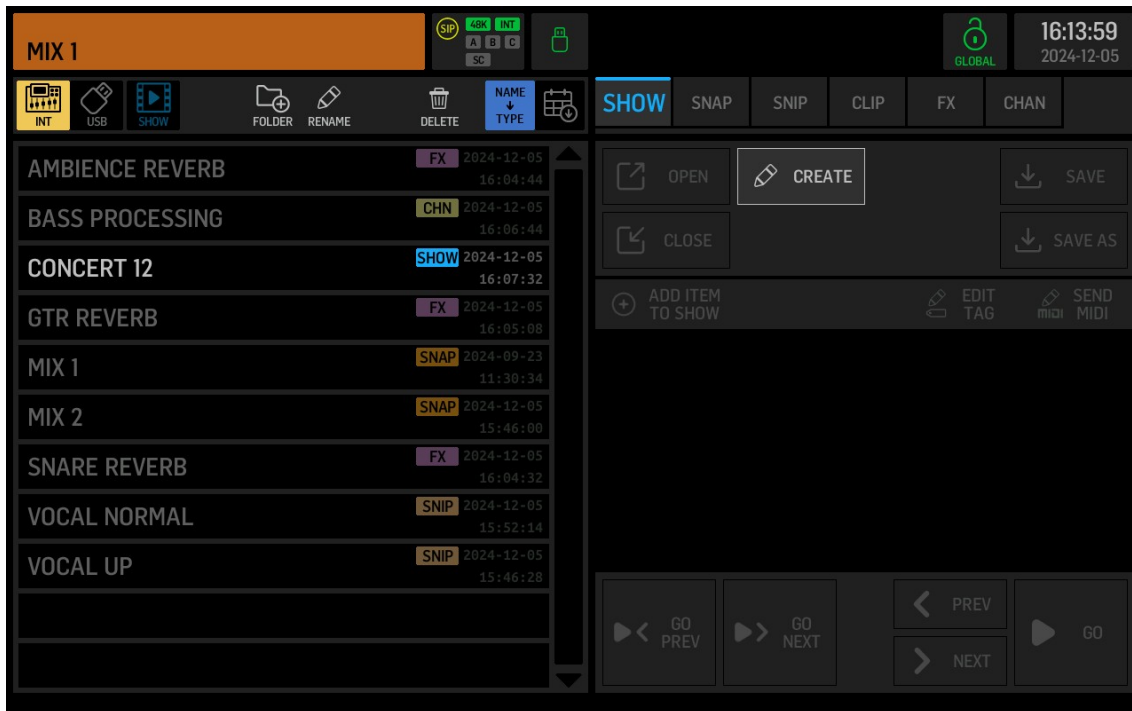 MIX 1
SIP
48K INT
A B C
SC
GLOBAL
16:13:59
2024-12-05
INT
USB
SHOW
FOLDER
RENAME
DELETE
NAME
TYPE
SHOW
SNAP
SNIP
CLIP
FX
CHAN
AMBIENCE REVERB FX 2024-12-05
16:04:44
BASS PROCESSING CHN 2024-12-05
16:06:44
CONCERT 12 SHOW 2024-12-05
16:07:32
GTR REVERB FX 2024-12-05
16:05:08
MIX 1 SNAP 2024-09-23
11:30:34
MIX 2 SNAP 2024-12-05
15:46:00
SNARE REVERB FX 2024-12-05
16:04:32
VOCAL NORMAL SNIP 2024-12-05
15:52:14
VOCAL UP SNIP 2024-12-05
15:46:28
OPEN
CREATE
SAVE
CLOSE
SAVE AS
ADD ITEM
TO SHOW
EDIT
TAG
midi
SEND
MIDI
GO
PREV
GO
NEXT
PREV
NEXT
GO